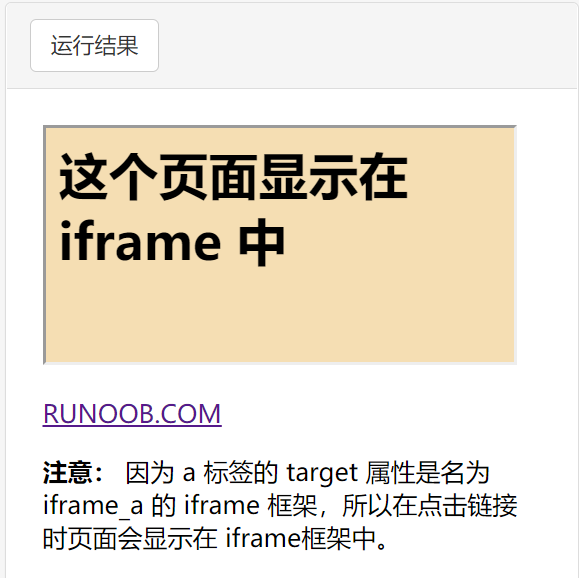 运行结果
这个页面显示在
iframe 中
RUNOOB.COM
注意： 因为 a 标签的 target 属性是名为
iframe_a 的 iframe 框架，所以在点击链接
时页面会显示在 iframe框架中。